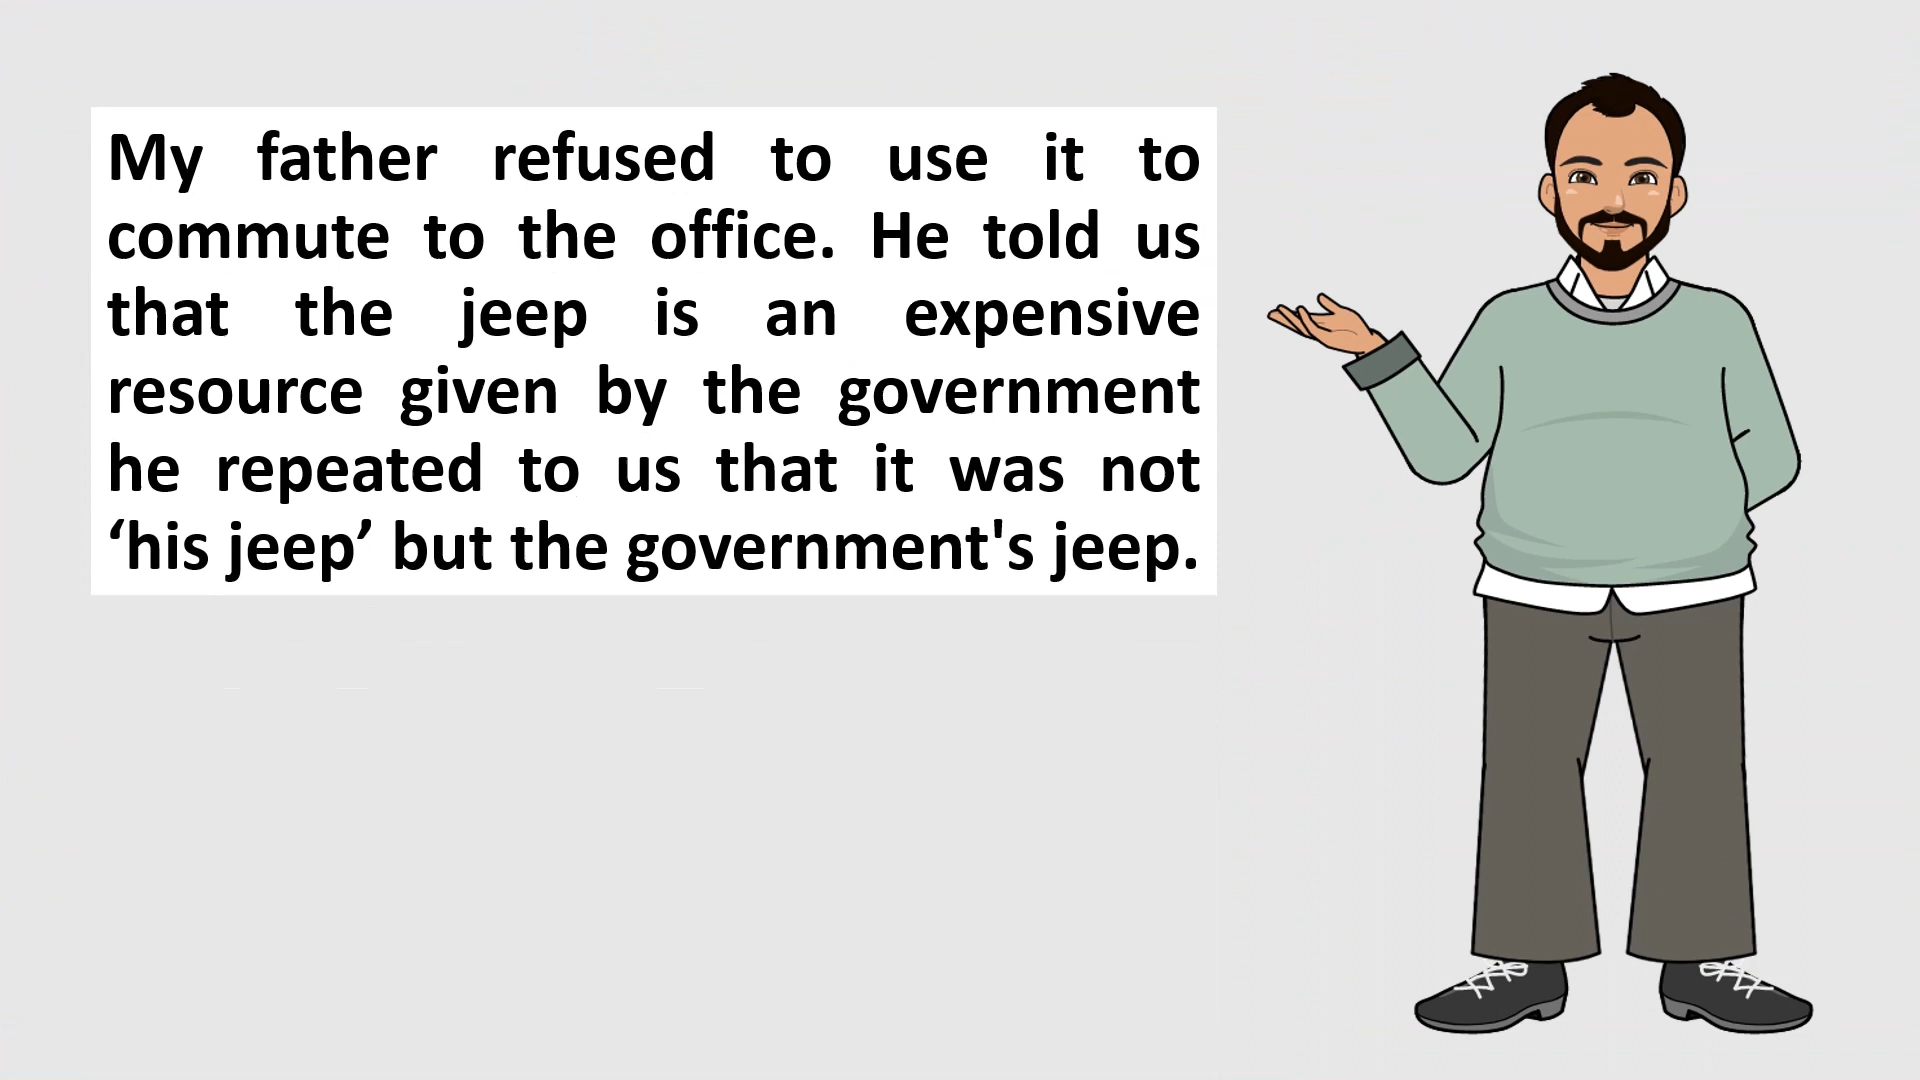 My father refused to use it to
commute to the office. He told us
that the jeep is an expensive
resource given by the government
he repeated to us that it was not
‘his jeep’ but the government's jeep.